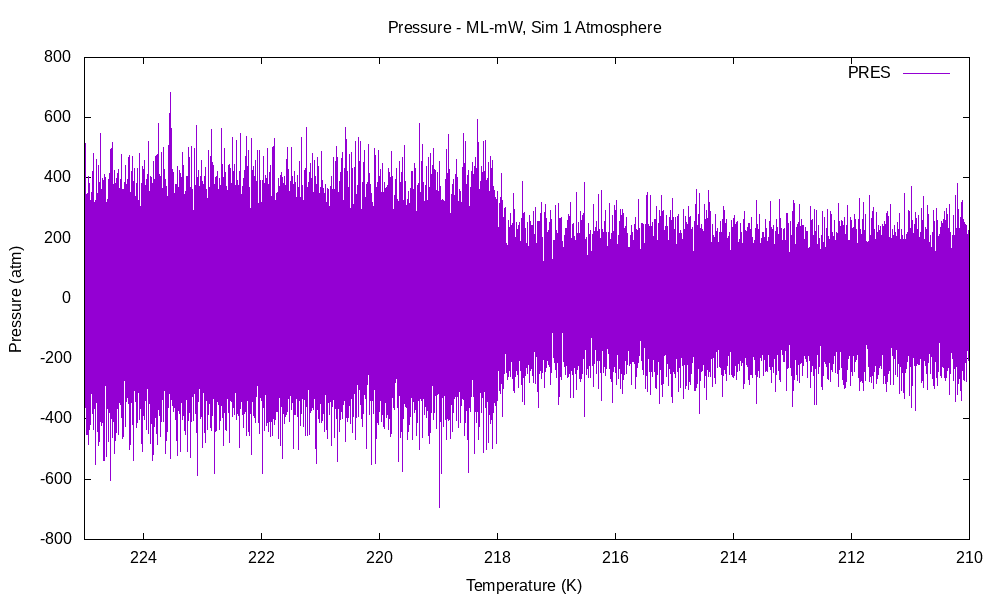 Pressure - ML-mW, Sim 1 Atmosphere
PRES
800
600
400
200
0
-200
-400
-600
-800
Pressure (atm)
224 222 220 218 216 214 212 210
Temperature (K)